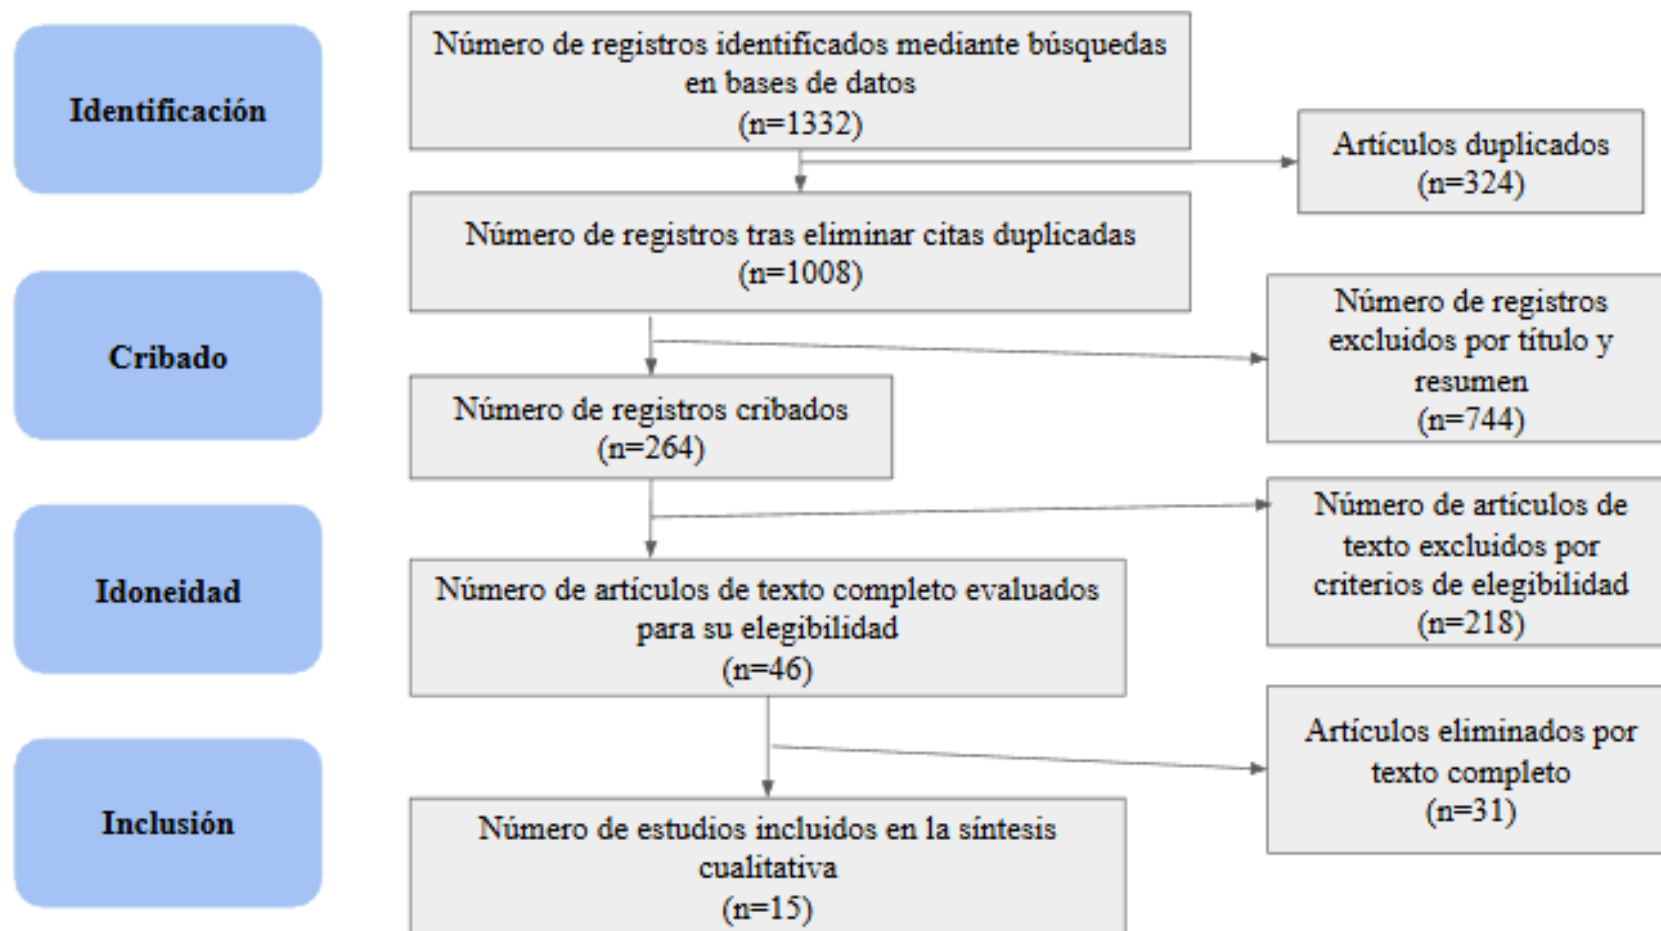 Identificación
Número de registros identificados mediante búsquedas
en bases de datos
(n=1332)
Artículos duplicados
(n=324)
Número de registros tras eliminar citas duplicadas
(n=1008)
Cribado
Número de registros
excluidos por título y
resumen
(n=744)
Número de registros cribados
(n=264)
Idoneidad
Número de artículos de
texto excluidos por
criterios de elegibilidad
(n=218)
Número de artículos de texto completo evaluados
para su elegibilidad
(n=46)
Artículos eliminados por
texto completo
(n=31)
Inclusión
Número de estudios incluidos en la síntesis
cualitativa
(n=15)